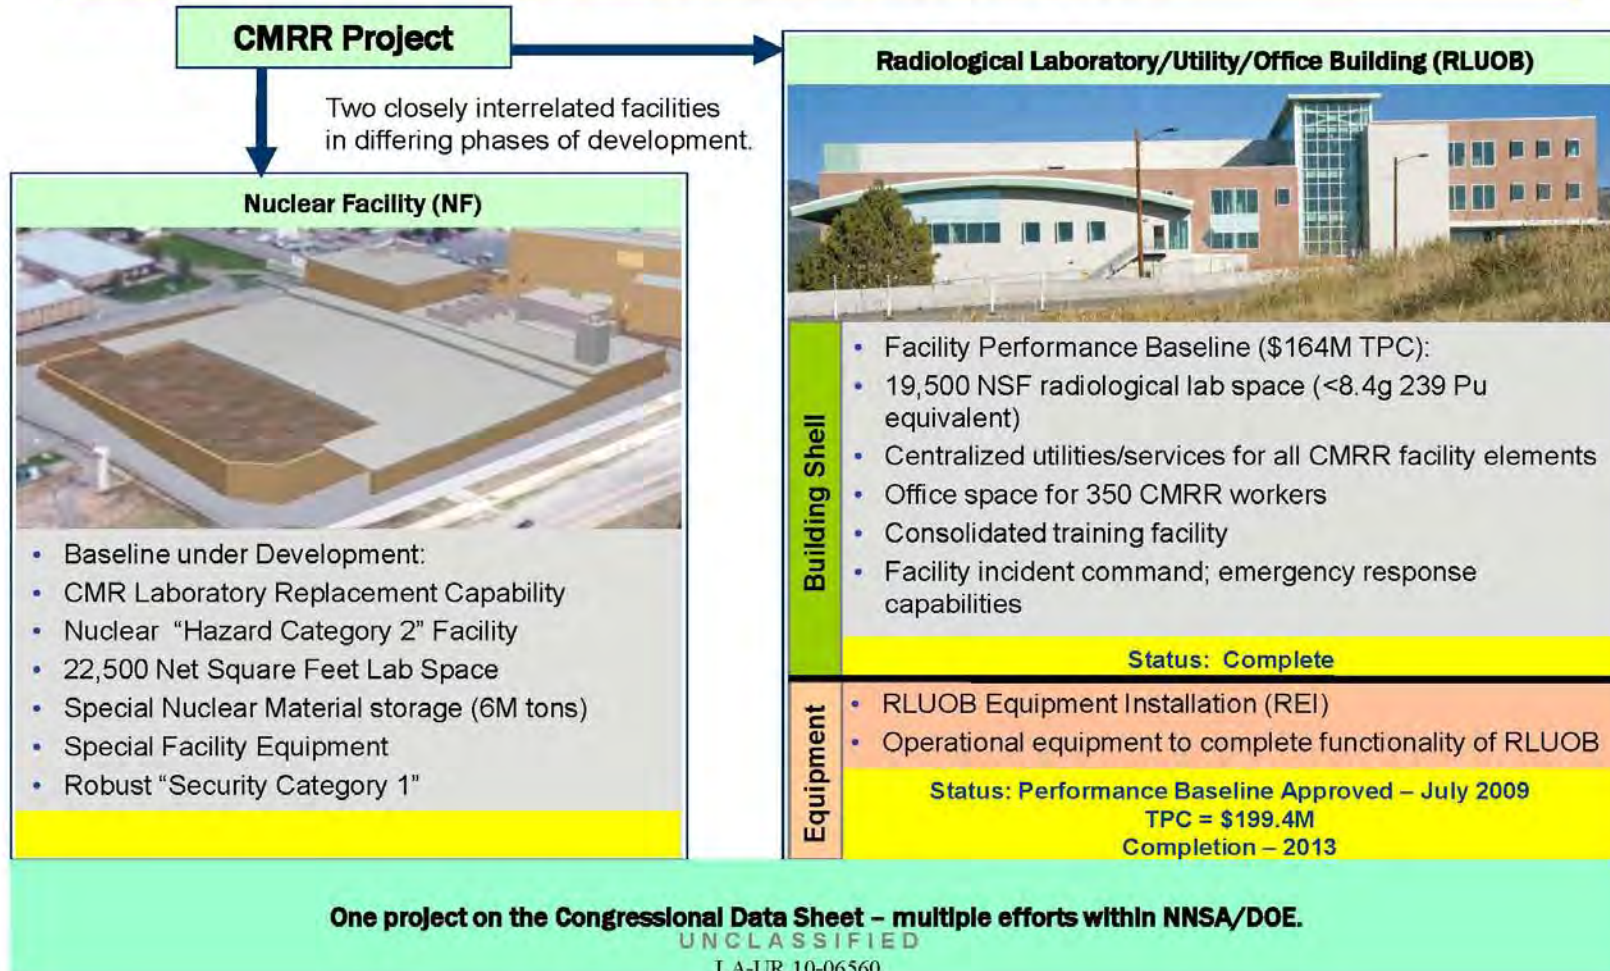 CMRR Project
Two closely interrelated facilities
in differing phases of development.
Nuclear Facility (NF)
• Baseline under Development:
• CMR Laboratory Replacement Capability
• Nuclear “Hazard Category 2” Facility
• 22,500 Net Square Feet Lab Space
• Special Nuclear Material storage (6M tons)
• Special Facility Equipment
• Robust “Security Category 1”
Radiological Laboratory/Utility/Office Building (RLUOB)
Building Shell
• Facility Performance Baseline ($164M TPC):
• 19,500 NSF radiological lab space (<8.4g 239 Pu
equivalent)
• Centralized utilities/services for all CMRR facility elements
• Office space for 350 CMRR workers
• Consolidated training facility
• Facility incident command; emergency response
capabilities
Status: Complete
Equipment
• RLUOB Equipment Installation (REI)
• Operational equipment to complete functionality of RLUOB
Status: Performance Baseline Approved – July 2009
TPC = $199.4M
Completion – 2013
One project on the Congressional Data Sheet – multiple efforts within NNSA/DOE.
UNCLASSIFIED
LA-UR 10-06560